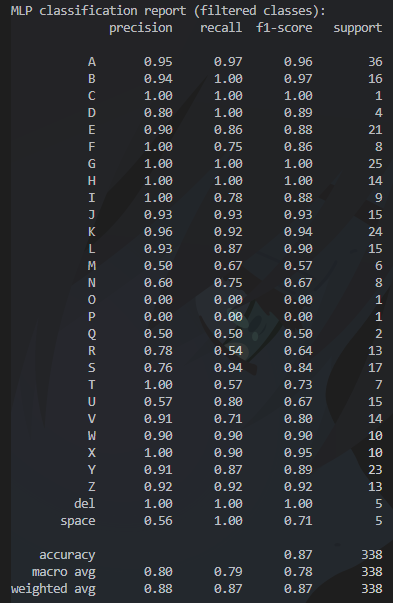 MLP classification report (filtered classes):
precision recall f1-score support
A 0.95 0.97 0.96 36
B 0.94 1.00 0.97 16
C 1.00 1.00 1.00 1
D 0.80 1.00 0.89 4
E 0.90 0.86 0.88 21
F 1.00 0.75 0.86 8
G 1.00 1.00 1.00 25
H 1.00 1.00 1.00 14
I 1.00 0.78 0.88 9
J 0.93 0.93 0.93 15
K 0.96 0.92 0.94 24
L 0.93 0.87 0.90 15
M 0.50 0.67 0.57 6
N 0.60 0.75 0.67 8
O 0.00 0.00 0.00 1
P 0.00 0.00 0.00 1
Q 0.50 0.50 0.50 2
R 0.78 0.54 0.64 13
S 0.76 0.94 0.84 17
T 1.00 0.57 0.73 7
U 0.57 0.80 0.67 15
V 0.91 0.71 0.80 14
W 0.90 0.90 0.90 10
X 1.00 0.90 0.95 10
Y 0.91 0.87 0.89 23
Z 0.92 0.92 0.92 13
del 1.00 1.00 1.00 5
space 0.56 1.00 0.71 5
accuracy 0.87 338
macro avg 0.80 0.79 0.78 338
weighted avg 0.88 0.87 0.87 338